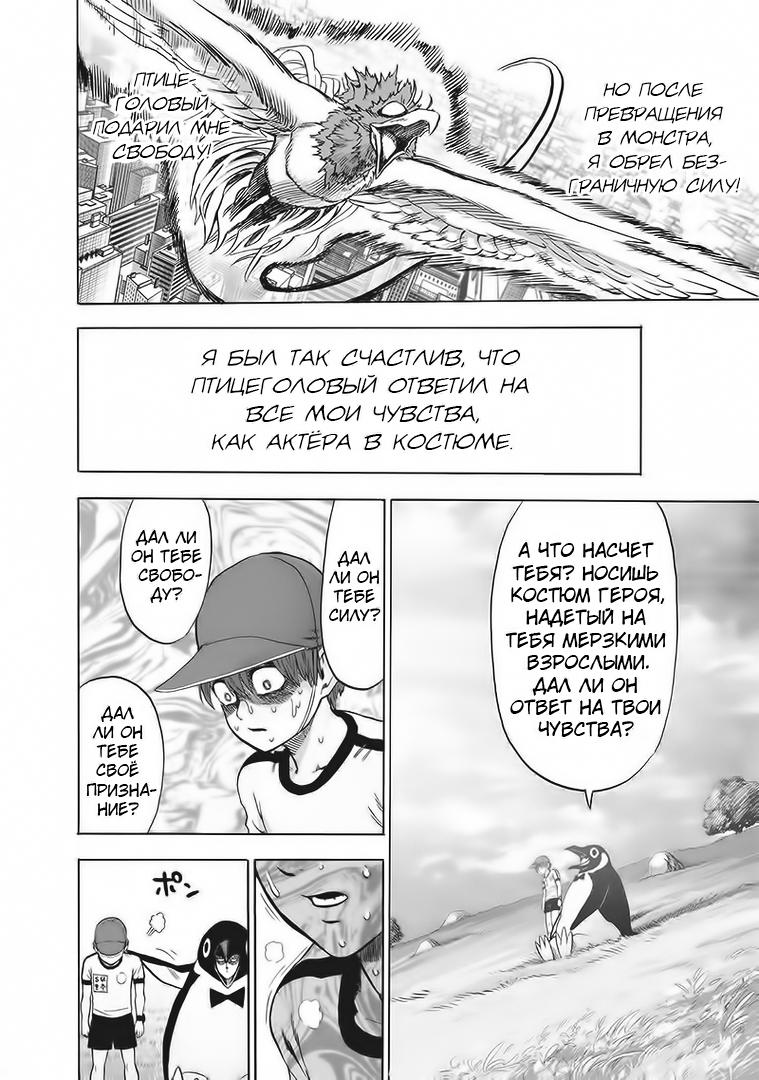 НО ПОСЛЕ
ПРЕВРАЩЕНИЯ
В МОНСТРА,
Я ОБРЕЛ БЕЗ-
ГРАНИЧНУЮ СИЛУ!
ПТИЦЕ-
ГОЛОВЫЙ
ПОДАРИЛ МНЕ
СВОБОДУ!
Я БЫЛ ТАК СЧАСТЛИВ, ЧТО
ПТИЦЕГОЛОВЫЙ ОТВЕТИЛ НА
ВСЕ МОИ ЧУВСТВА,
КАК АКТЁРА В КОСТЮМЕ.
А ЧТО НАСЧЕТ
ТЕБЯ? НОСИШЬ
КОСТЮМ ГЕРОЯ,
НАДЕТЫЙ НА
ТЕБЯ МЕРЗКИМИ
ВЗРОСЛЫМИ.
ДАЛ ЛИ ОН
ОТВЕТ НА ТВОИ
ЧУВСТВА?
ДАЛ
ЛИ ОН
ТЕБЕ
СИЛУ?
ДАЛ ЛИ
ОН ТЕБЕ
СВОБО-
ДУ?
ДАЛ
ЛИ ОН
ТЕБЕ
СВОЁ
ПРИЗНА-
НИЕ?
ポン